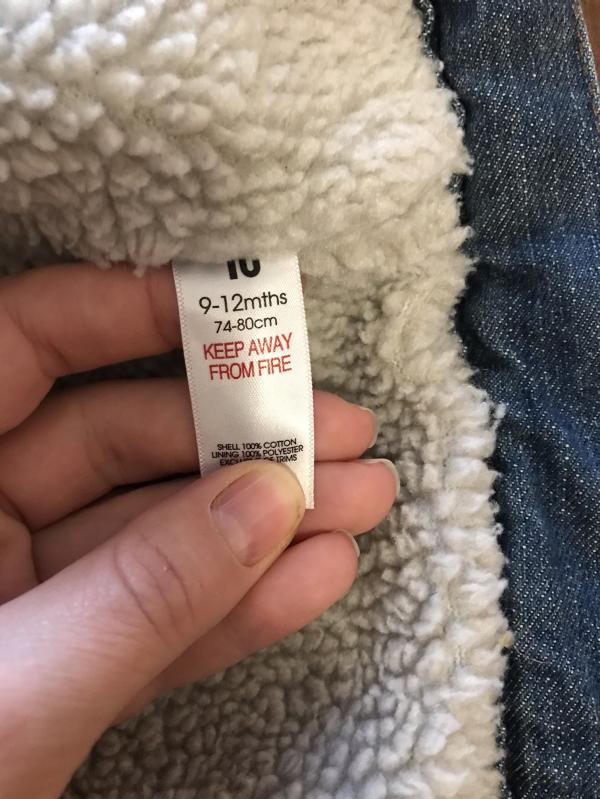 9-12mths
74-80cm
KEEP AWAY
FROM FIRE
SHELL 100% COTTON
LINING 100% POLYESTER
TRIMS